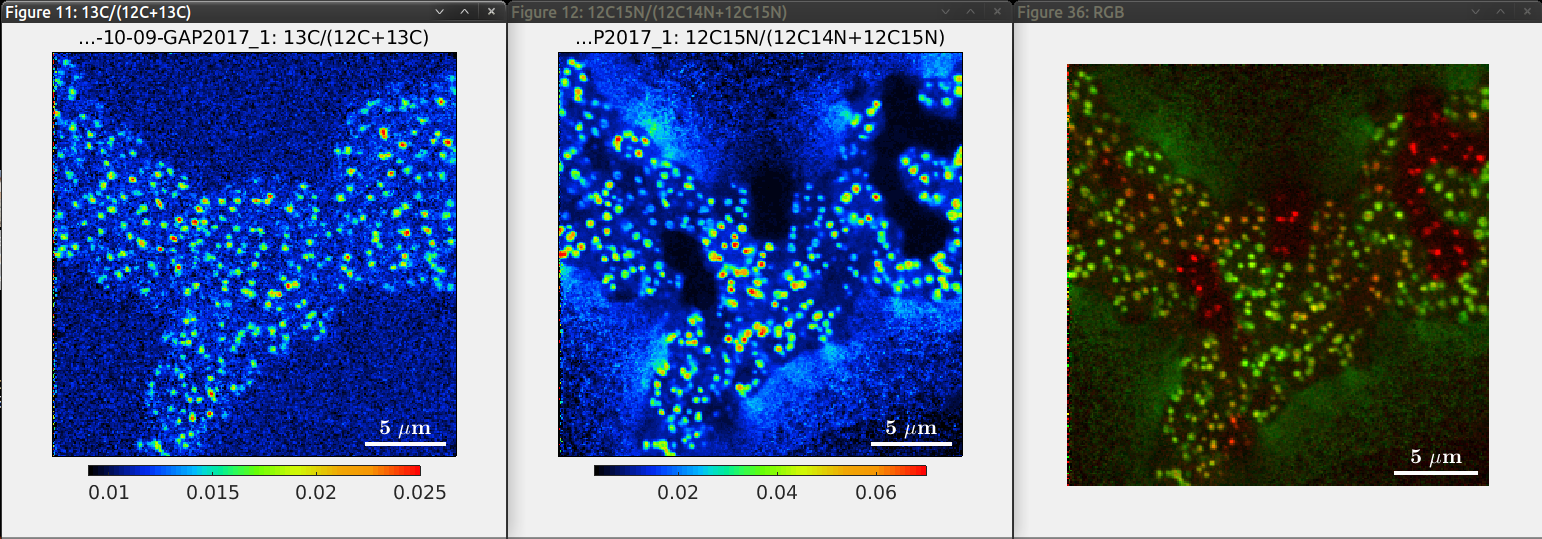 Figure 11: 13C/(12C+13C)
...-10-09-GAP2017_1: 13C/(12C+13C)
5 μm
0.01 0.015 0.02 0.025
Figure 12: 12C15N/(12C14N+12C15N)
...P2017_1: 12C15N/(12C14N+12C15N)
5 μm
0.02 0.04 0.06
Figure 36: RGB
5 μm